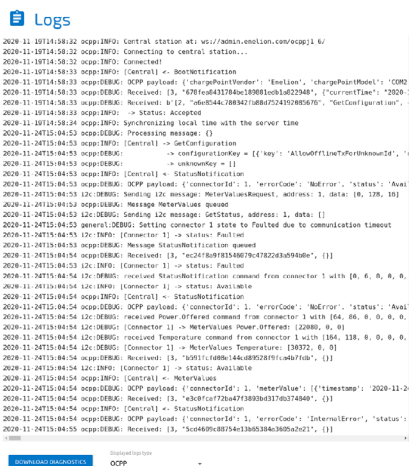 Logs
2020-11-19T14:58:32 ocpp:INFO: Central station at: ws://admin.emelion.com/ocppj1 6/
2020-11-19T14:58:32 ocpp:INFO: Connecting to central station...
2020-11-19T14:58:33 ocpp:INFO: Connected!
2020-11-19T14:58:33 ocpp:INFO: [Central] <- BootNotification
2020-11-19T14:58:33 ocpp:DEBUG: OCPP payload: {'chargePointVendor': 'Emelion', 'chargePointModel': 'COM2
2020-11-19T14:58:33 ocpp:DEBUG: Received: [3, {"currentTime": "2020-
2020-11-19T14:58:33 ocpp:DEBUG: Received: b'[2, "GetConfiguration",
2020-11-19T14:58:33 ocpp:INFO: -> Status: Accepted
2020-11-19T14:58:34 ocpp:INFO: Synchronizing local time with the server time
2020-11-24T15:04:53 ocpp:DEBUG: Processing message: {}
2020-11-24T15:04:53 ocpp:INFO: [Central] -> GetConfiguration
2020-11-24T15:04:53 ocpp:DEBUG: -> configurationKey = [{'key': 'AllowOfflineTxForUnknownId',
2020-11-24T15:04:53 ocpp:DEBUG: -> unknownKey = []
2020-11-24T15:04:53 ocpp:INFO: [Central] <- StatusNotification
2020-11-24T15:04:53 ocpp:DEBUG: OCPP payload: {'connectorId': 1, 'errorCode': 'NoError', 'status': 'Avai
2020-11-24T15:04:53 i2c:DEBUG: Sending i2c message: MeterValuesRequest, address: 1, data: [0, 128, 16]
2020-11-24T15:04:53 ocpp:DEBUG: Message MeterValues queued
2020-11-24T15:04:53 i2c:DEBUG: Sending i2c message: GetStatus, address: 1, data: []
2020-11-24T15:04:53 general:DEBUG: Setting connector 1 state to Faulted due to communication timeout
2020-11-24T15:04:53 i2c:INFO: [Connector 1] -> status: Faulted
2020-11-24T15:04:53 ocpp:DEBUG: Message StatusNotification queued
2020-11-24T15:04:54 ocpp:DEBUG: Received: [3, {}]
2020-11-24T15:04:53 i2c:INFO: [Connector 1] -> status: Faulted
2020-11-24T15:04:54 i2c:DEBUG: received StatusNotification command from connector 1 with [0, 6, 0, 0, 0,
2020-11-24T15:04:54 i2c:INFO: [Connector 1] -> status: Available
2020-11-24T15:04:54 ocpp:INFO: [Central] <- StatusNotification
2020-11-24T15:04:54 ocpp:DEBUG: OCPP payload: {'connectorId': 1, 'errorCode': 'NoError', 'status': 'Avai
2020-11-24T15:04:54 i2c:DEBUG: received Power.Offered command from connector 1 with [64, 86, 0, 0, 0, 0,
2020-11-24T15:04:54 i2c:DEBUG: [Connector 1] -> MeterValues Power.Offered: [22080, 0, 0]
2020-11-24T15:04:54 i2c:DEBUG: received Temperature command from connector 1 with [164, 118, 0, 0, 0, 0,
2020-11-24T15:04:54 i2c:DEBUG: [Connector 1] -> MeterValues Temperature: [30372, 0, 0]
2020-11-24T15:04:54 ocpp:DEBUG: Received: [3, {}]
2020-11-24T15:04:54 i2c:INFO: [Connector 1] -> status: Available
2020-11-24T15:04:54 ocpp:INFO: [Central] <- MeterValues
2020-11-24T15:04:54 ocpp:DEBUG: OCPP payload: {'connectorId': 1, 'meterValue': [{'timestamp': '2020-11-2
2020-11-24T15:04:54 ocpp:DEBUG: Received: [3, {}]
2020-11-24T15:04:55 ocpp:INFO: [Central] <- StatusNotification
2020-11-24T15:04:55 ocpp:DEBUG: OCPP payload: {'connectorId': 1, 'errorCode': 'InternalError', 'status':
2020-11-24T15:04:55 ocpp:DEBUG: Received: [3, {}]
Displayed logs type
DOWNLOAD DIAGNOSTICS
OCPP